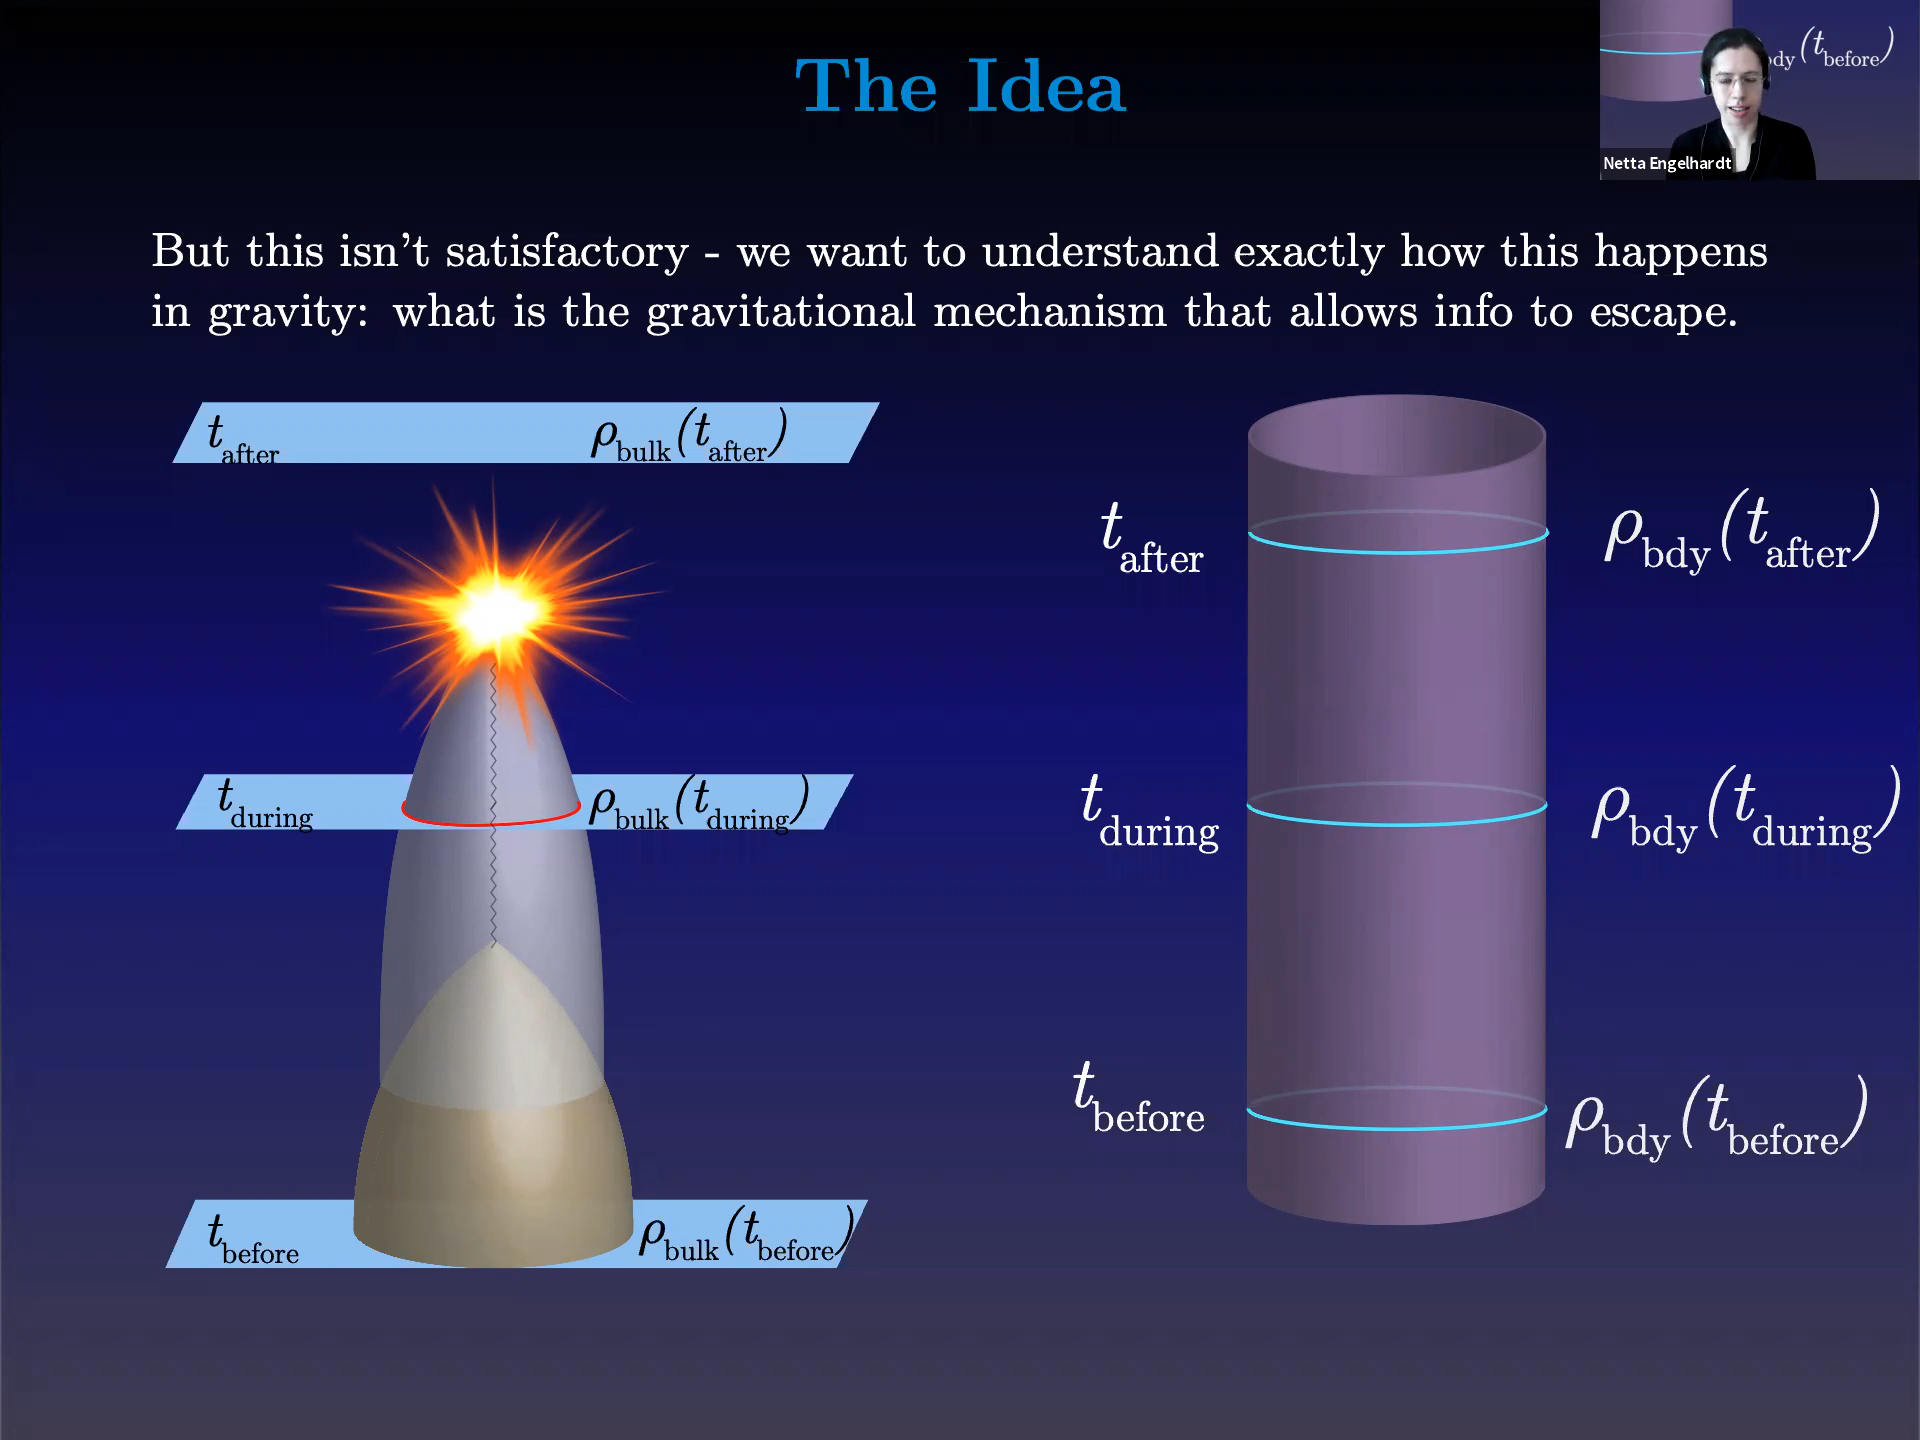 The Idea
dy(t_before)
Netta Engelhardt
But this isn't satisfactory - we want to understand exactly how this happens
in gravity: what is the gravitational mechanism that allows info to escape.
t_after ρ_bulk(t_after)
t_after ρ_bdy(t_after)
t_during ρ_bulk(t_during)
t_during ρ_bdy(t_during)
t_before ρ_bdy(t_before)
t_before ρ_bulk(t_before)